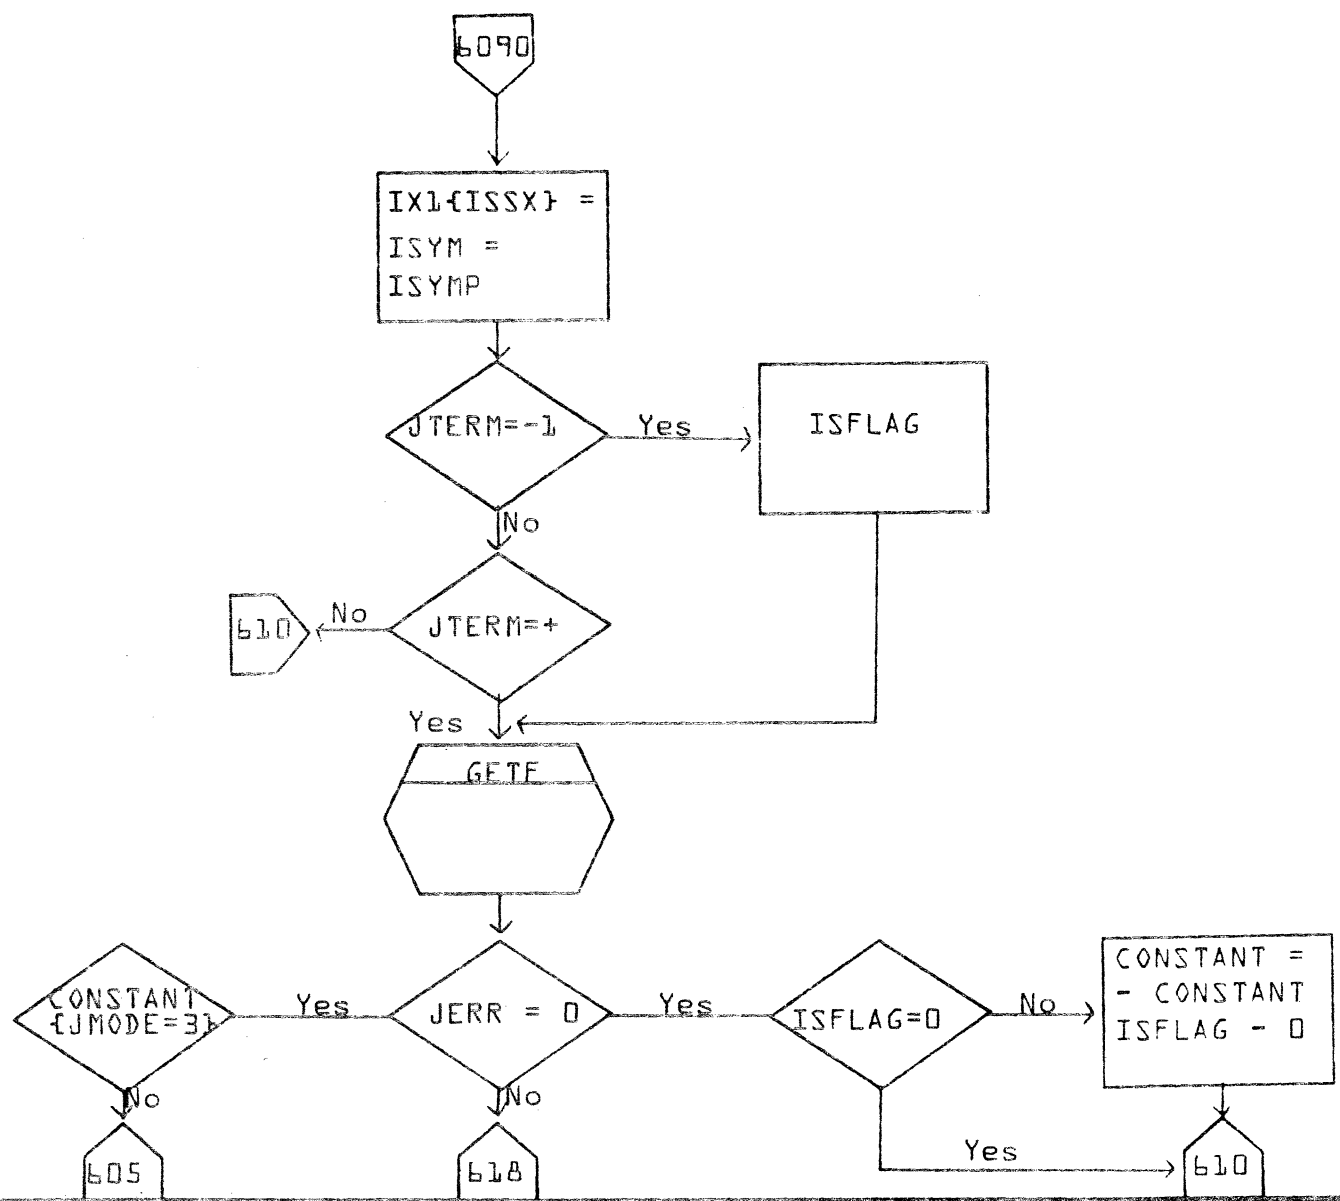 6090
IX1{ISSX} =
ISYM =
ISYMP
JTERM=-1
Yes
ISFLAG
No
JTERM=+
No
610
Yes
GETF
CONSTANT
{JMODE=3}
Yes
JERR = 0
Yes
ISFLAG=0
No
CONSTANT =
- CONSTANT
ISFLAG - 0
No
No
Yes
605
618
610